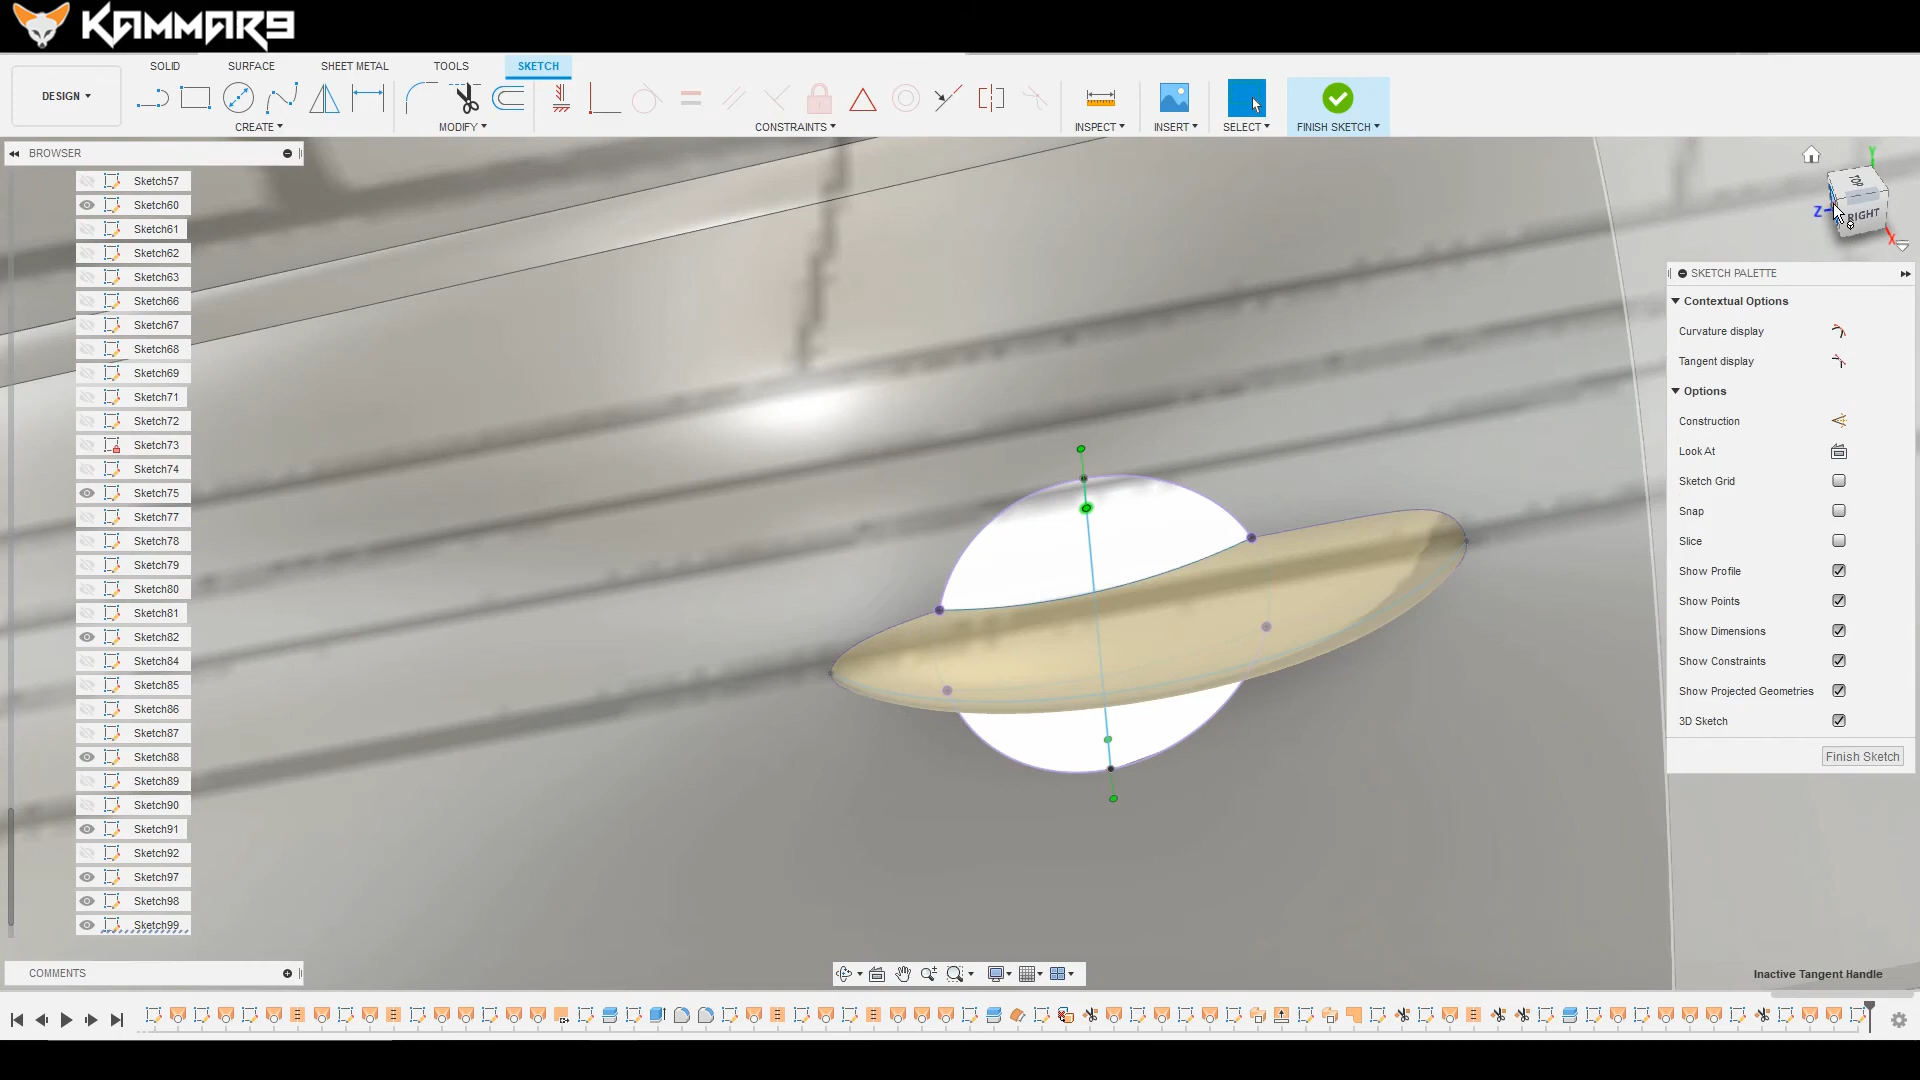 KAMMAR9
SOLID SURFACE SHEET METAL TOOLS SKETCH
DESIGN
CREATE MODIFY CONSTRAINTS INSPECT INSERT SELECT FINISH SKETCH
BROWSER
Sketch57
Sketch60
Sketch61
Sketch62
Sketch63
Sketch66
Sketch67
Sketch68
Sketch69
Sketch71
Sketch72
Sketch73
Sketch74
Sketch75
Sketch77
Sketch78
Sketch79
Sketch80
Sketch81
Sketch82
Sketch84
Sketch85
Sketch86
Sketch87
Sketch88
Sketch89
Sketch90
Sketch91
Sketch92
Sketch97
Sketch98
Sketch99
COMMENTS
Y
TOP
Z
RIGHT
X
SKETCH PALETTE
Contextual Options
Curvature display
Tangent display
Options
Construction
Look At
Sketch Grid
Snap
Slice
Show Profile
Show Points
Show Dimensions
Show Constraints
Show Projected Geometries
3D Sketch
Finish Sketch
Inactive Tangent Handle